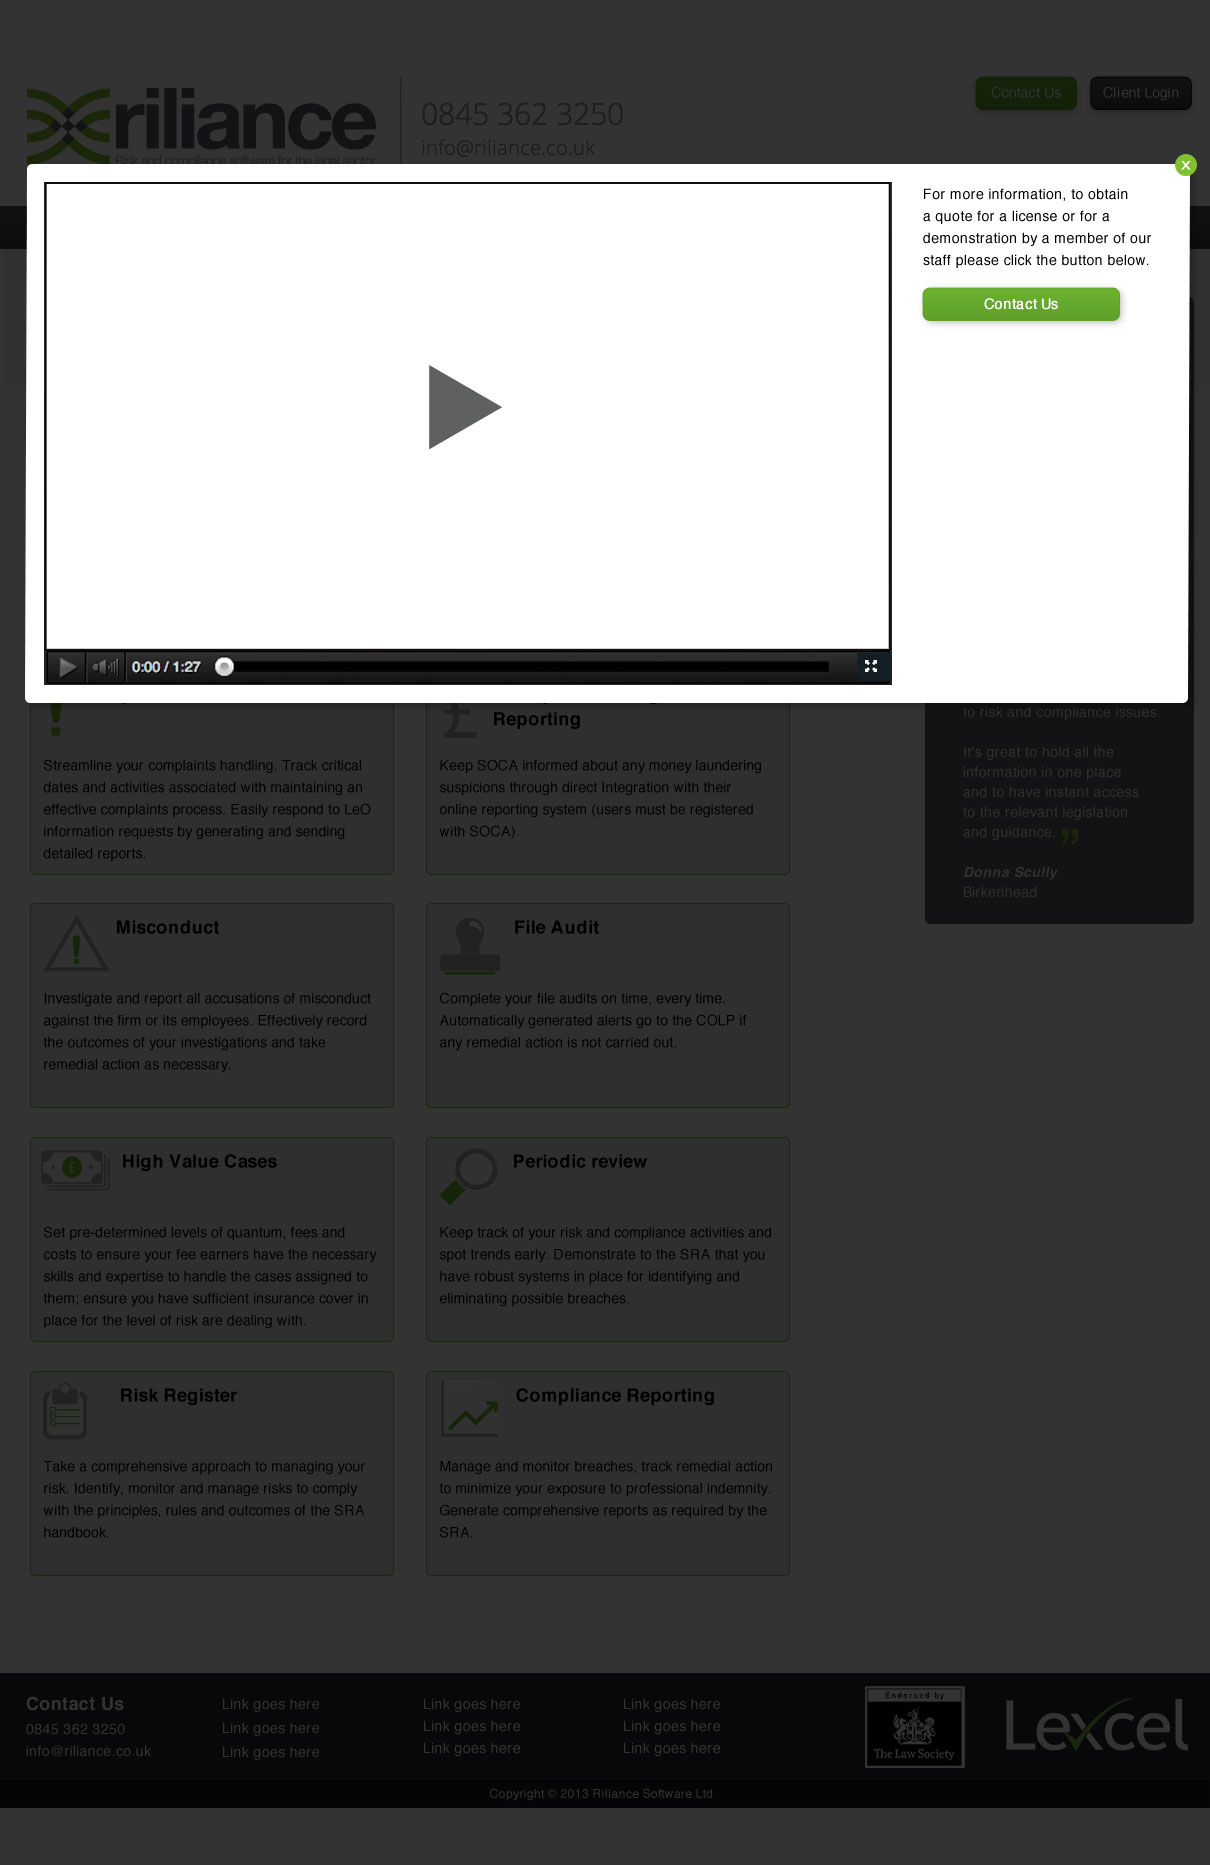 riliance
Risk and compliance software for the legal sector
0845 362 3250
info@riliance.co.uk
Contact Us
Client Login
For more information, to obtain
a quote for a license or for a
demonstration by a member of our
staff please click the button below.
Contact Us
0:00 / 1:27
Reporting
Streamline your complaints handling. Track critical
dates and activities associated with maintaining an
effective complaints process. Easily respond to LeO
information requests by generating and sending
detailed reports.
Keep SOCA informed about any money laundering
suspicions through direct Integration with their
online reporting system (users must be registered
with SOCA).
to risk and compliance issues.
It's great to hold all the
information in one place
and to have instant access
to the relevant legislation
and guidance. ”
Donna Scully
Birkenhead
Misconduct
Investigate and report all accusations of misconduct
against the firm or its employees. Effectively record
the outcomes of your investigations and take
remedial action as necessary.
File Audit
Complete your file audits on time, every time.
Automatically generated alerts go to the COLP if
any remedial action is not carried out.
High Value Cases
Set pre-determined levels of quantum, fees and
costs to ensure your fee earners have the necessary
skills and expertise to handle the cases assigned to
them; ensure you have sufficient insurance cover in
place for the level of risk are dealing with.
Periodic review
Keep track of your risk and compliance activities and
spot trends early. Demonstrate to the SRA that you
have robust systems in place for identifying and
eliminating possible breaches.
Risk Register
Take a comprehensive approach to managing your
risk. Identify, monitor and manage risks to comply
with the principles, rules and outcomes of the SRA
handbook.
Compliance Reporting
Manage and monitor breaches, track remedial action
to minimize your exposure to professional indemnity.
Generate comprehensive reports as required by the
SRA.
Contact Us
0845 362 3250
info@riliance.co.uk
Link goes here
Link goes here
Link goes here
Link goes here
Link goes here
Link goes here
Link goes here
Link goes here
Link goes here
Endorsed by
The Law Society
Lexcel
Copyright © 2013 Riliance Software Ltd.